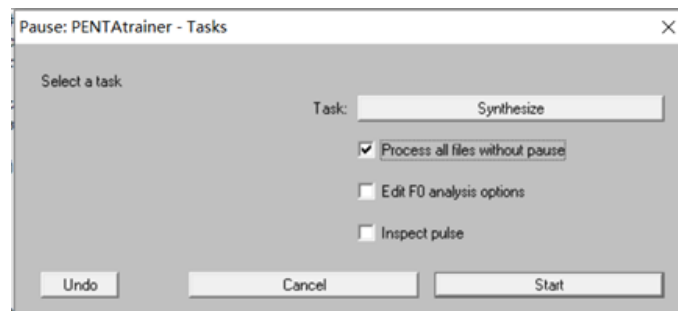 Pause: PENTAtrainer - Tasks
Select a task
Task: Synthesize
Process all files without pause
Edit F0 analysis options
Inspect pulse
Undo Cancel Start